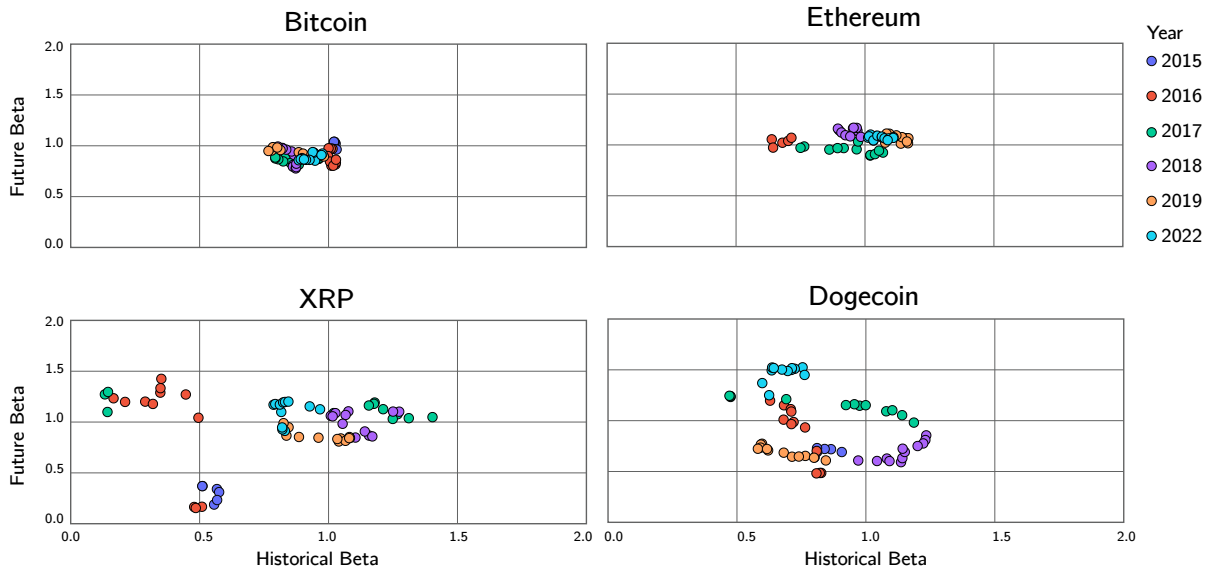 Bitcoin
Ethereum
Year
2015
2016
2017
2018
2019
2022
Future Beta
2.0
1.5
1.0
0.5
0.0
XRP
Dogecoin
Future Beta
2.0
1.5
1.0
0.5
0.0
0.0 0.5 1.0 1.5 2.0
0.0 0.5 1.0 1.5 2.0
Historical Beta
Historical Beta